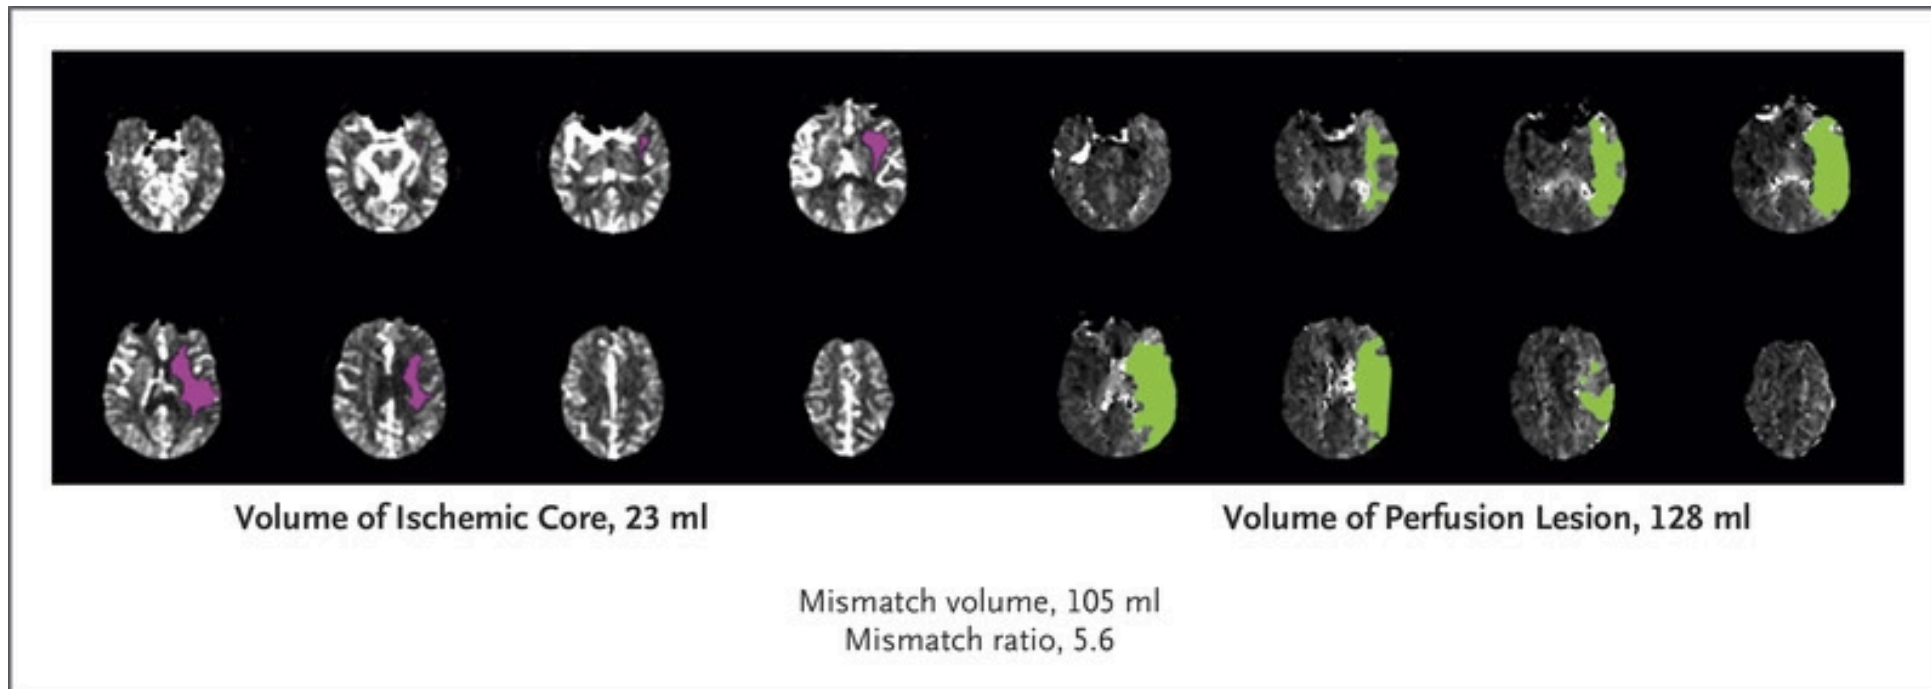 Volume of Ischemic Core, 23 ml
Volume of Perfusion Lesion, 128 ml
Mismatch volume, 105 ml
Mismatch ratio, 5.6